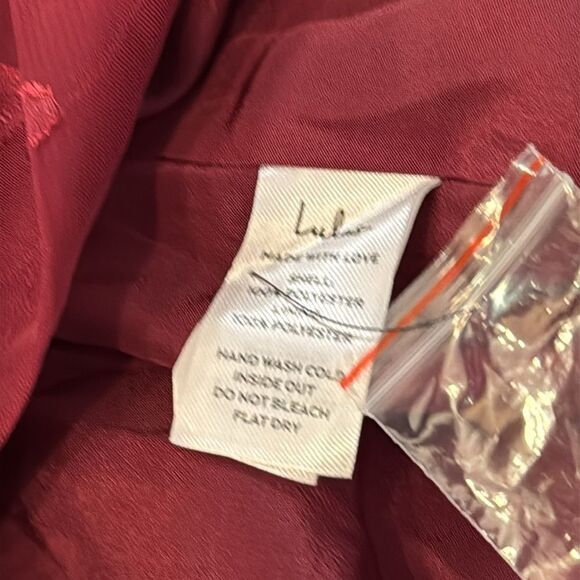 Lulus
MADE WITH LOVE
SHELL:
100% POLYESTER
LINING:
100% POLYESTER
HAND WASH COLD
INSIDE OUT
DO NOT BLEACH
FLAT DRY